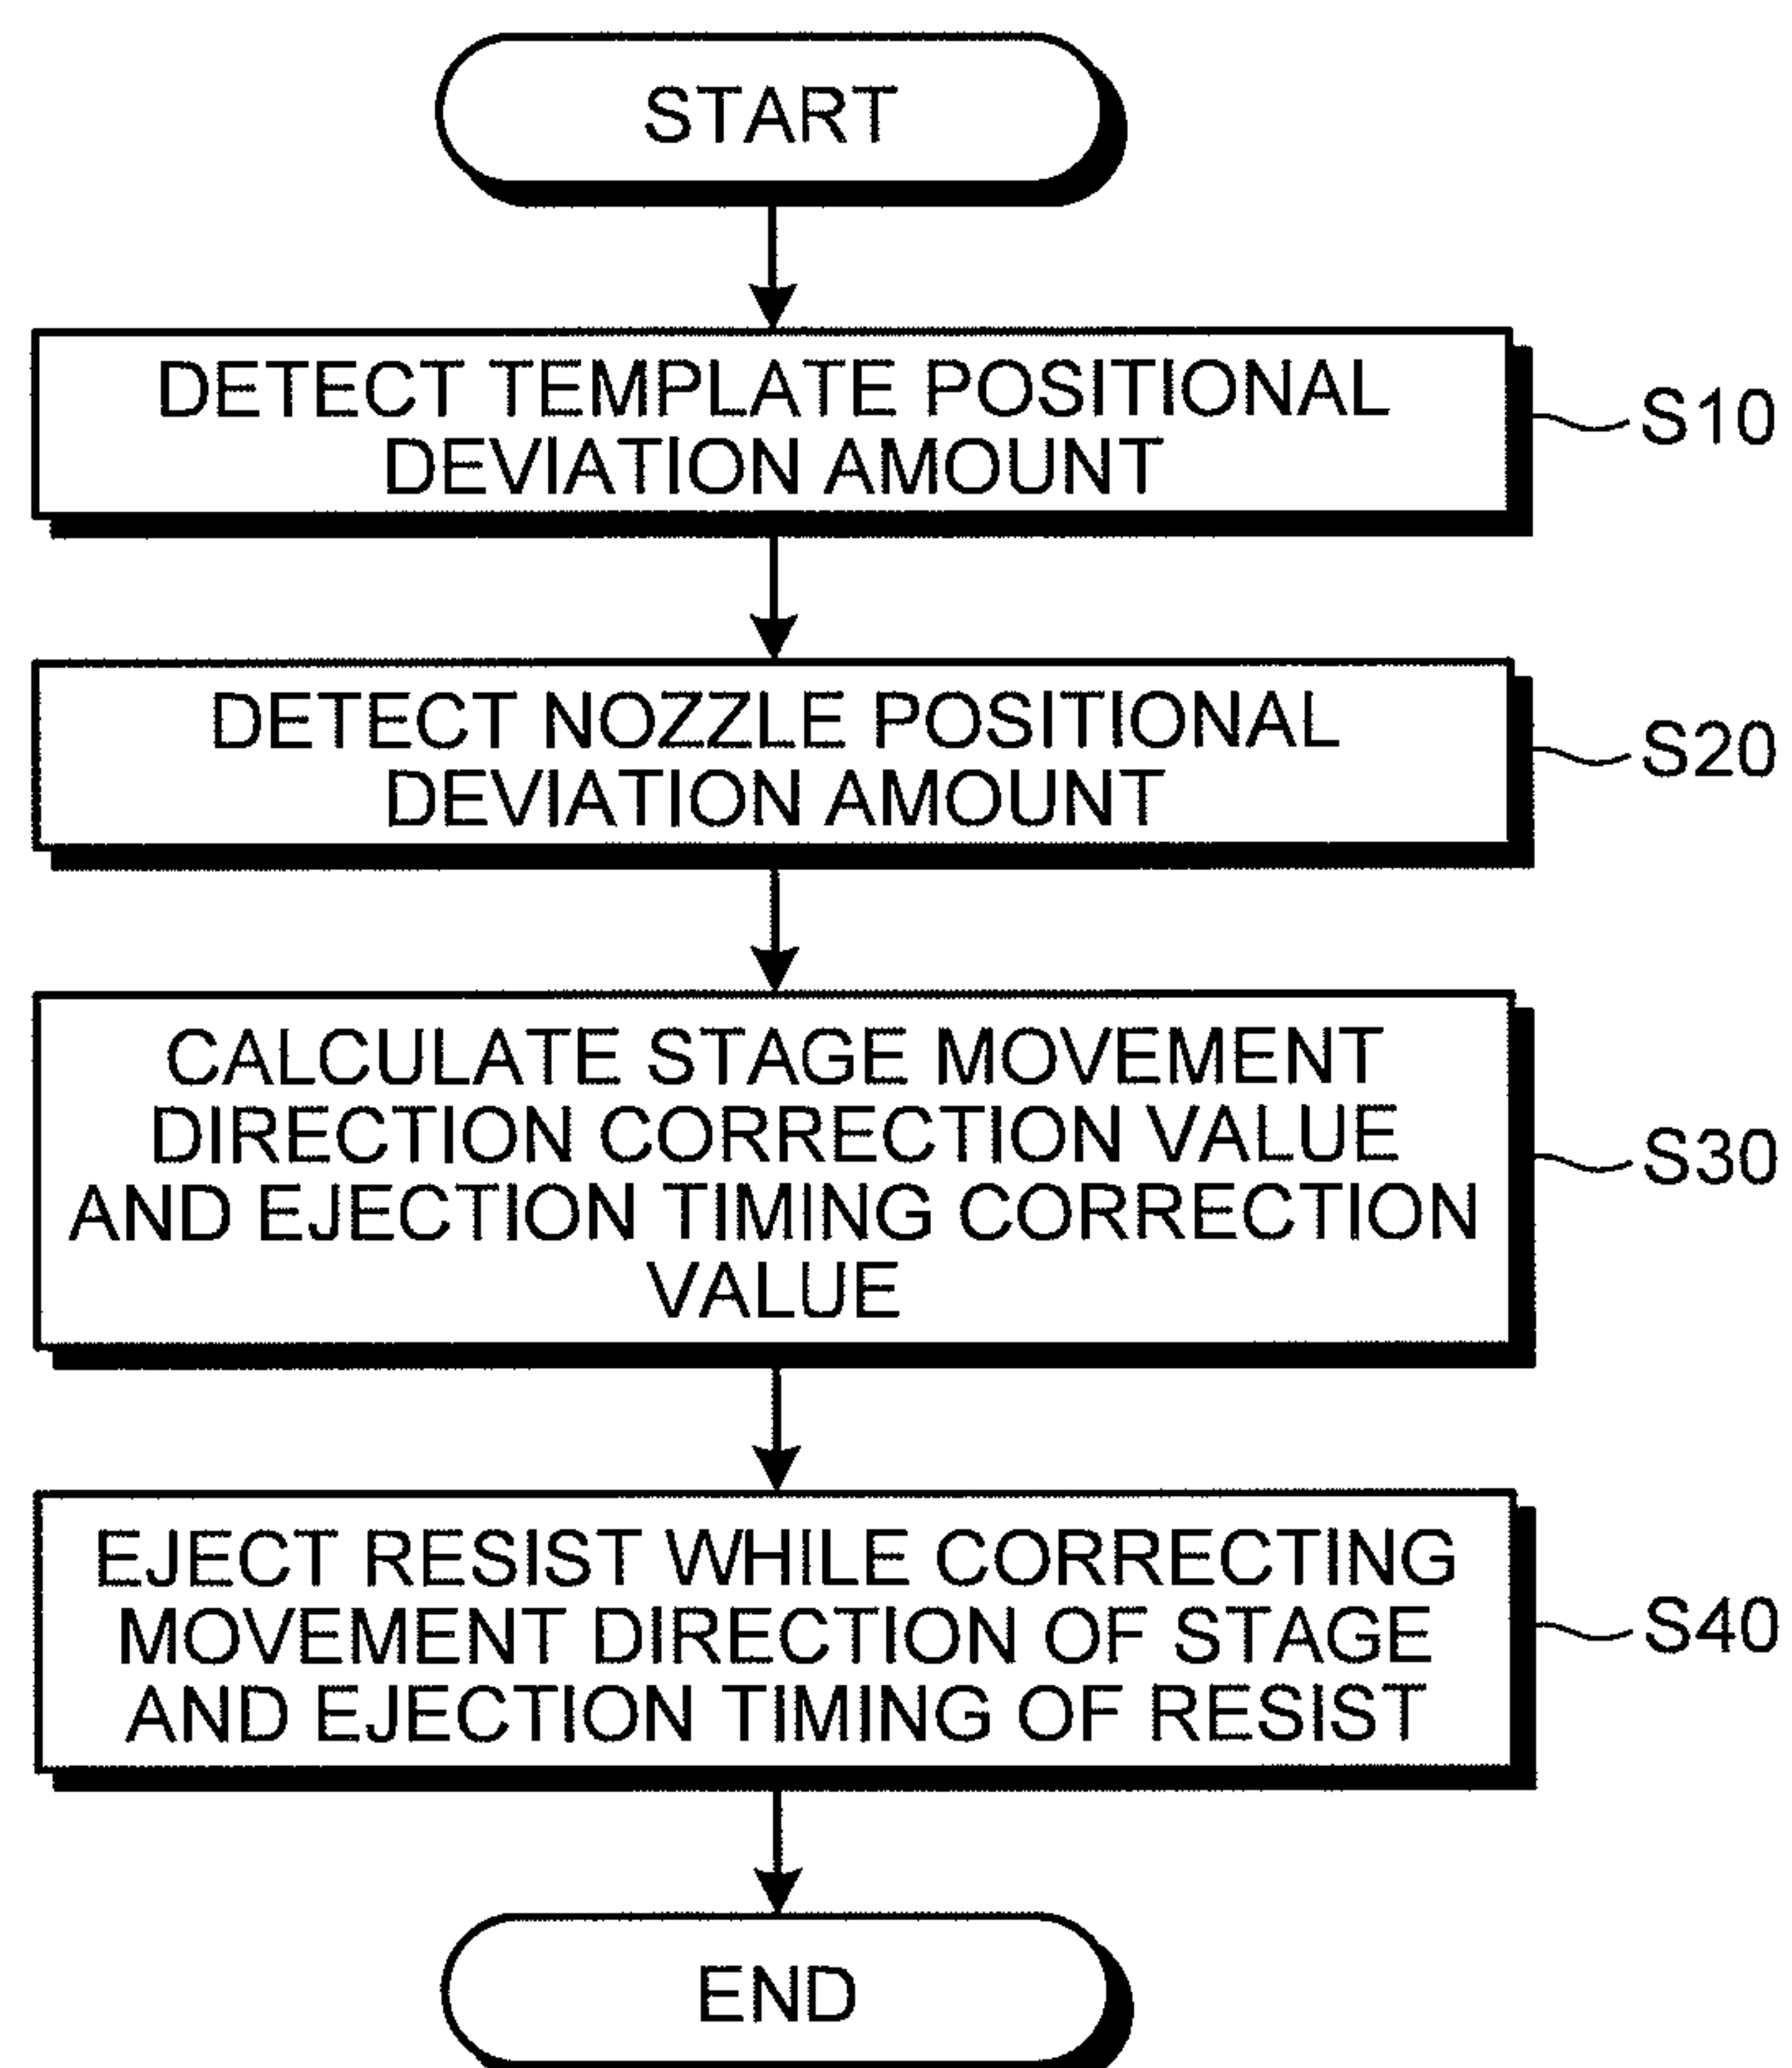 START
DETECT TEMPLATE POSITIONAL
DEVIATION AMOUNT
S10
DETECT NOZZLE POSITIONAL
DEVIATION AMOUNT
S20
CALCULATE STAGE MOVEMENT
DIRECTION CORRECTION VALUE
AND EJECTION TIMING CORRECTION
VALUE
S30
EJECT RESIST WHILE CORRECTING
MOVEMENT DIRECTION OF STAGE
AND EJECTION TIMING OF RESIST
S40
END